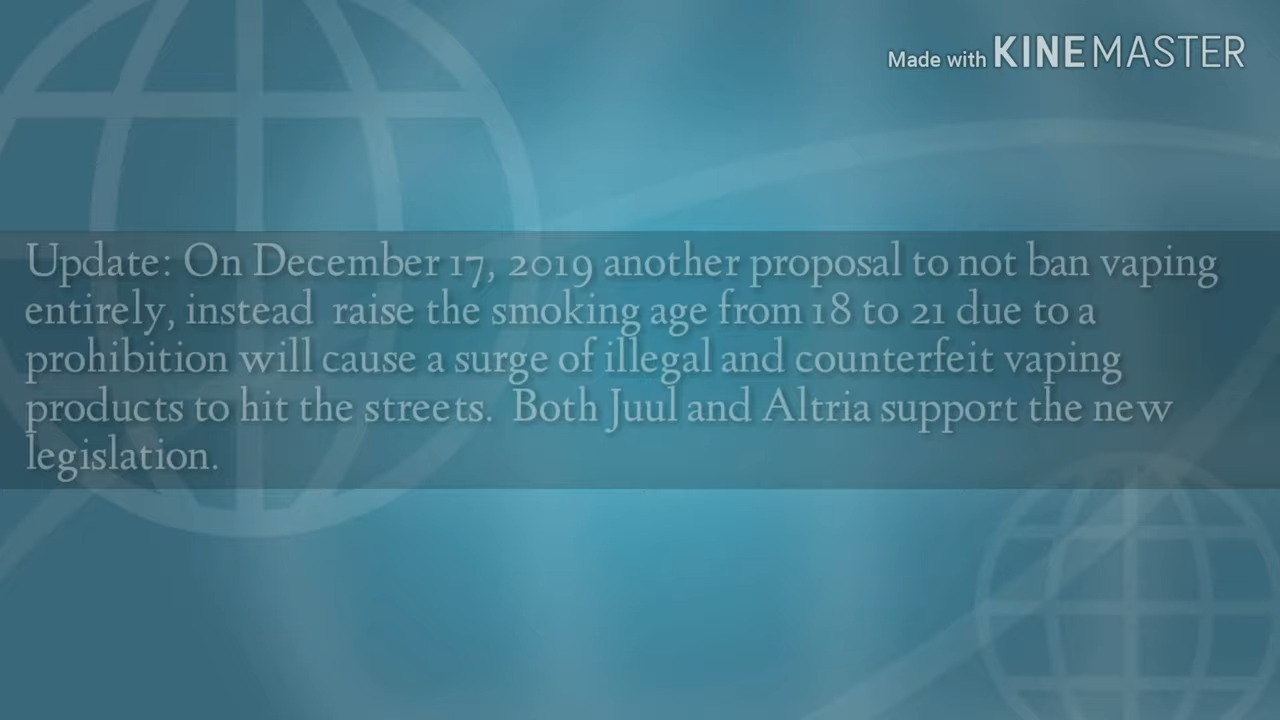 Made with KINEMASTER
Update: On December 17, 2019 another proposal to not ban vaping
entirely, instead  raise the smoking age from 18 to 21 due to a
prohibition will cause a surge of illegal and counterfeit vaping
products to hit the streets.  Both Juul and Altria support the new
legislation.